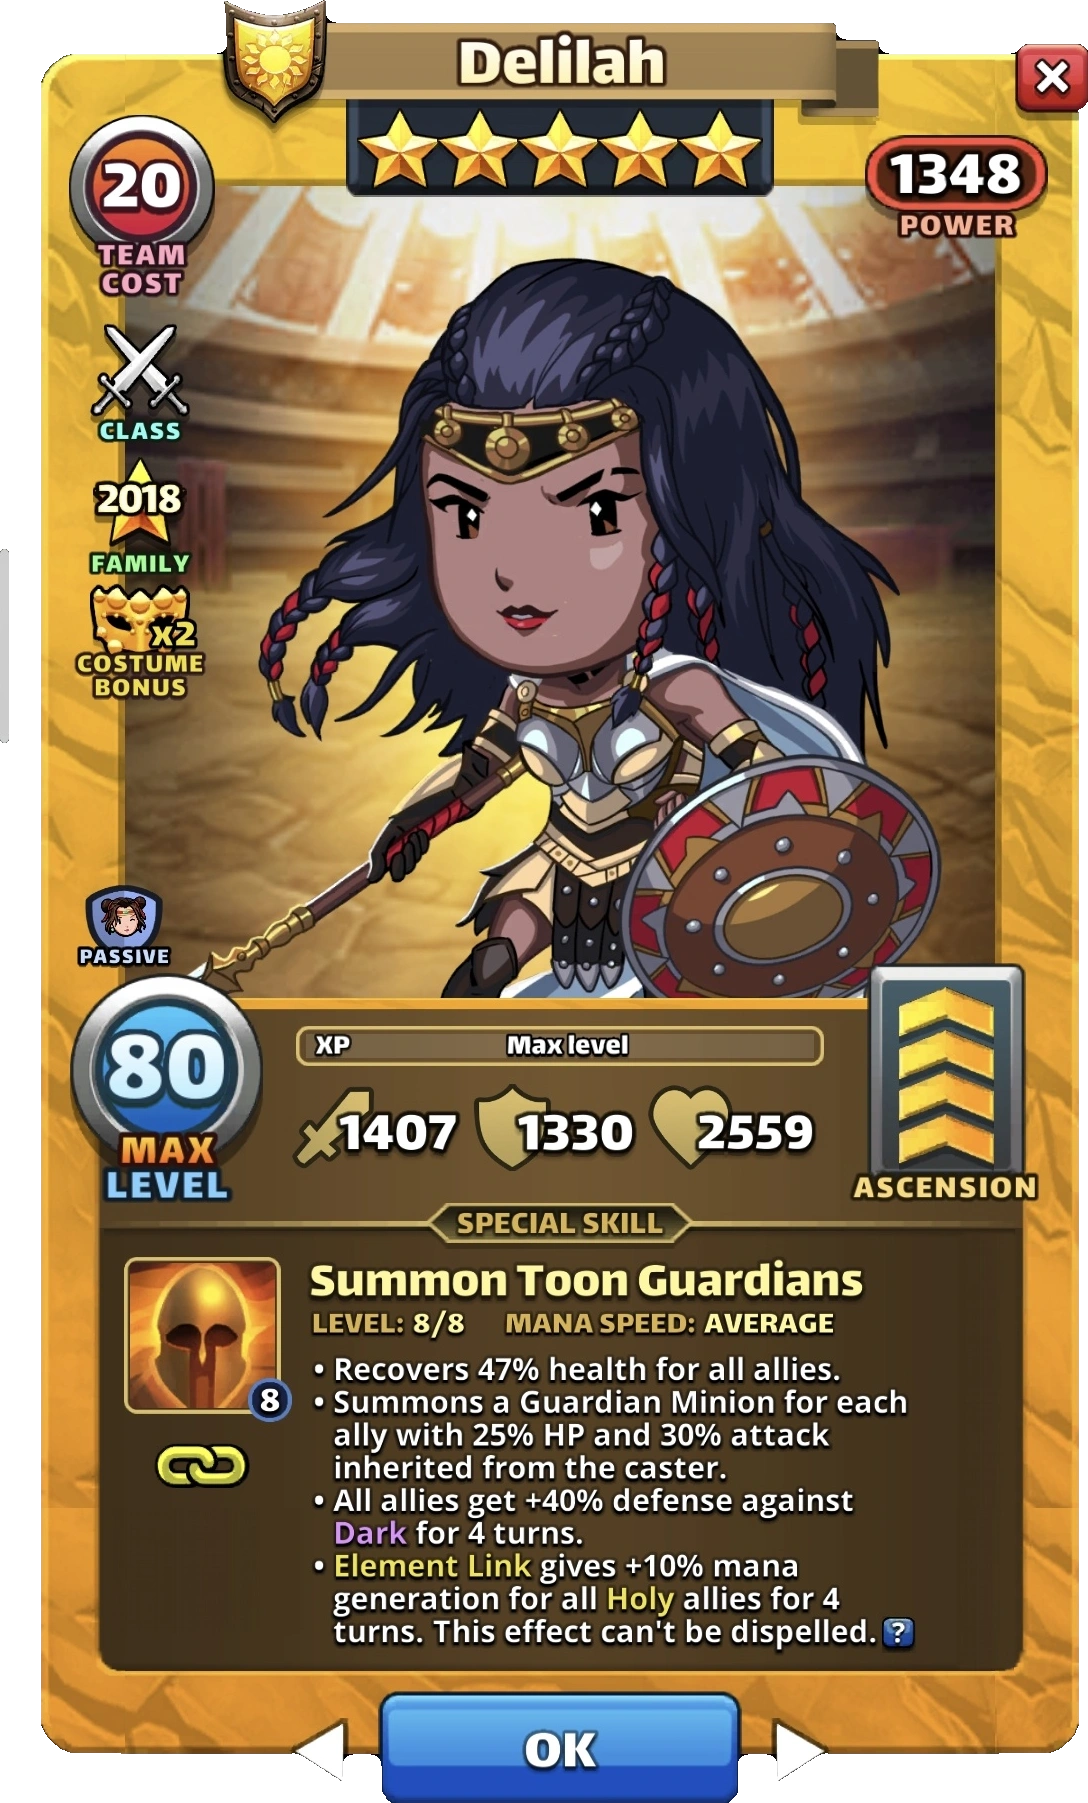 Delilah
20
TEAM
COST
1348
POWER
CLASS
2018
FAMILY
x2
COSTUME
BONUS
PASSIVE
80
MAX
LEVEL
XP Max level
1407 1330 2559
ASCENSION
SPECIAL SKILL
Summon Toon Guardians
LEVEL: 8/8 MANA SPEED: AVERAGE
8
• Recovers 47% health for all allies.
• Summons a Guardian Minion for each
ally with 25% HP and 30% attack
inherited from the caster.
• All allies get +40% defense against
Dark for 4 turns.
• Element Link gives +10% mana
generation for all Holy allies for 4
turns. This effect can't be dispelled. ?
OK